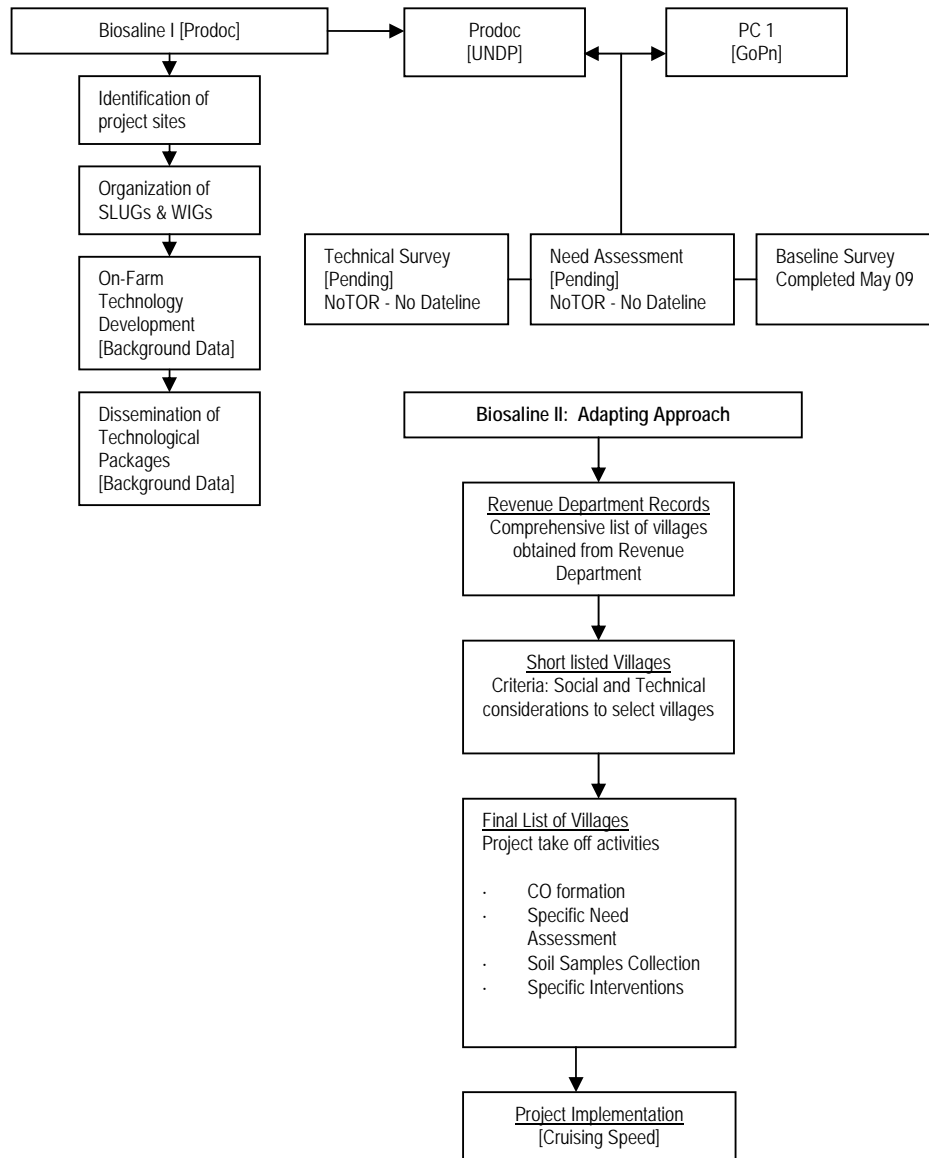 Biosaline I [Prodoc]
Prodoc
[UNDP]
PC 1
[GoPn]
Identification of
project sites
Organization of
SLUGs & WIGs
On-Farm
Technology
Development
[Background Data]
Dissemination of
Technological
Packages
[Background Data]
Technical Survey
[Pending]
NoTOR - No Dateline
Need Assessment
[Pending]
NoTOR - No Dateline
Baseline Survey
Completed May 09
Biosaline II: Adapting Approach
Revenue Department Records
Comprehensive list of villages
obtained from Revenue
Department
Short listed Villages
Criteria: Social and Technical
considerations to select villages
Final List of Villages
Project take off activities
· CO formation
· Specific Need
Assessment
· Soil Samples Collection
· Specific Interventions
Project Implementation
[Cruising Speed]